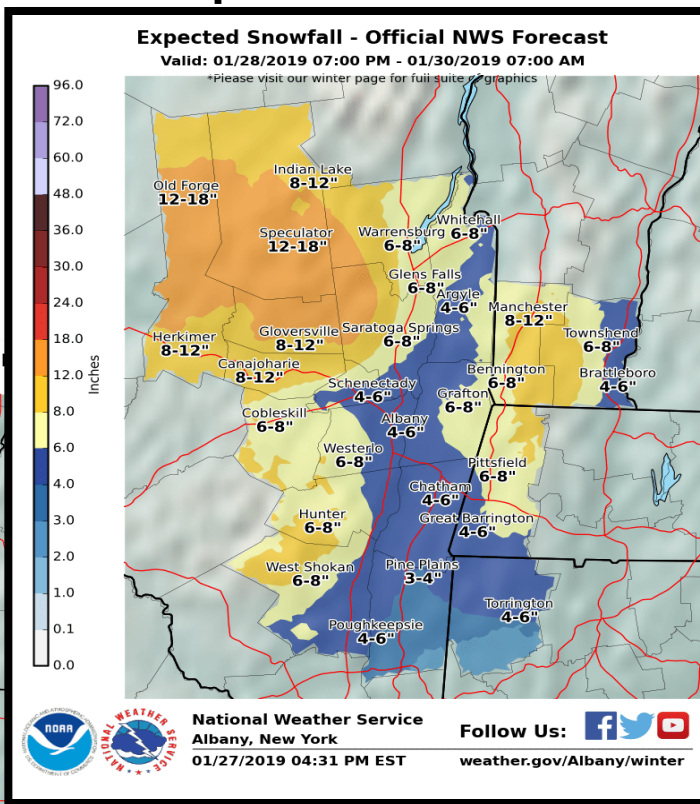 Expected Snowfall - Official NWS Forecast
Valid: 01/28/2019 07:00 PM - 01/30/2019 07:00 AM
*Please visit our winter page for full suite of graphics
96.0
72.0
60.0
48.0
36.0
30.0
24.0
18.0
12.0
8.0
6.0
4.0
3.0
2.0
1.0
0.1
0.0
Inches
Indian Lake
8-12"
Old Forge
12-18"
Whitehall
6-8"
Speculator
12-18"
Warrensburg
6-8"
Glens Falls
6-8"
Argyle
4-6"
Manchester
8-12"
Herkimer
8-12"
Gloversville
8-12"
Saratoga Springs
6-8"
Townshend
6-8"
Canajoharie
8-12"
Schenectady
4-6"
Bennington
6-8"
Brattleboro
4-6"
Grafton
6-8"
Cobleskill
6-8"
Albany
4-6"
Westerlo
6-8"
Pittsfield
6-8"
Chatham
4-6"
Hunter
6-8"
Great Barrington
4-6"
West Shokan
6-8"
Pine Plains
3-4"
Torrington
4-6"
Poughkeepsie
4-6"
NOAA
NATIONAL WEATHER SERVICE
National Weather Service
Albany, New York
01/27/2019 04:31 PM EST
Follow Us:
weather.gov/Albany/winter